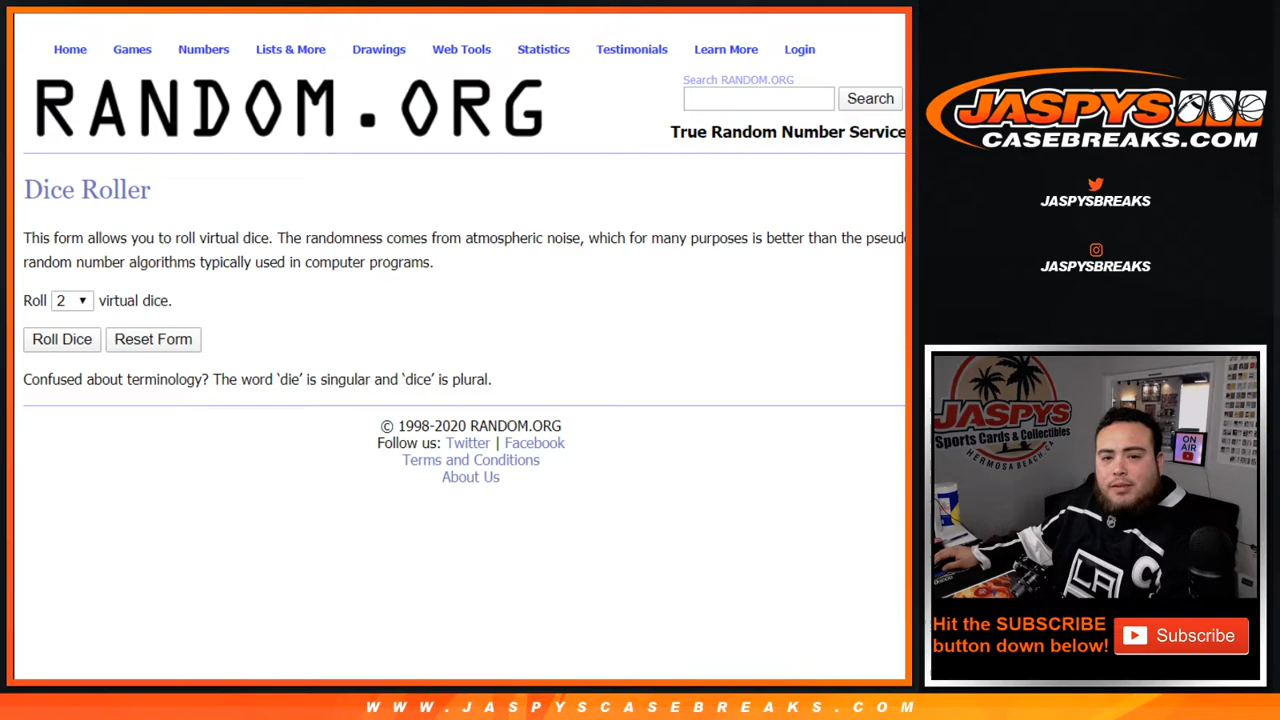 Home Games Numbers Lists & More Drawings Web Tools Statistics Testimonials Learn More Login
RANDOM.ORG
Search RANDOM.ORG
Search
True Random Number Service
Dice Roller
This form allows you to roll virtual dice. The randomness comes from atmospheric noise, which for many purposes is better than the pseudo
random number algorithms typically used in computer programs.
Roll 2 virtual dice.
Roll Dice Reset Form
Confused about terminology? The word ‘die’ is singular and ‘dice’ is plural.
© 1998-2020 RANDOM.ORG
Follow us: Twitter | Facebook
Terms and Conditions
About Us
JASPYS
CASEBREAKS.COM
JASPYSBREAKS
JASPYSBREAKS
JASPYS
Sports Cards & Collectibles
HERMOSA BEACH, CA
ON
AIR
LA
C
Hit the SUBSCRIBE
button down below!
Subscribe
WWW.JASPYSCASEBREAKS.COM